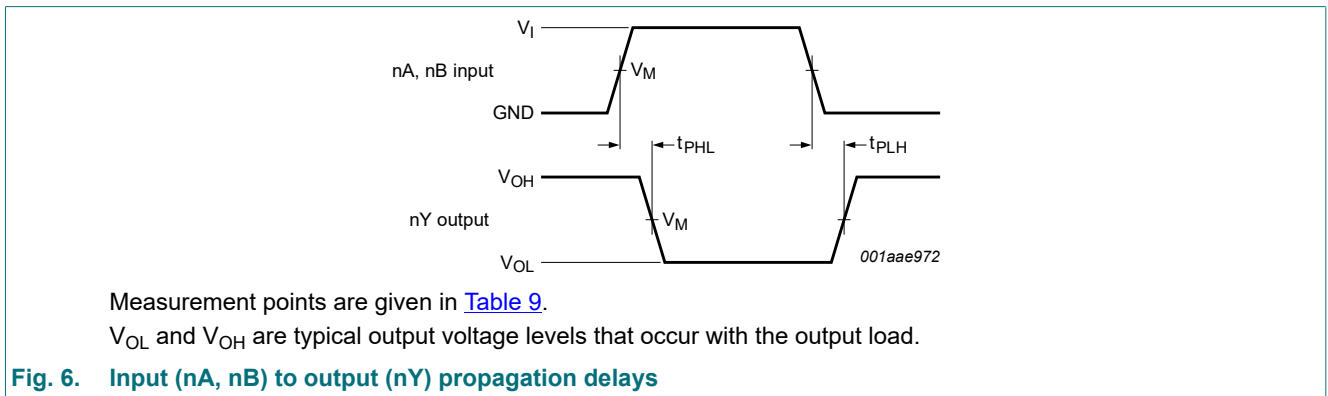 VI
nA, nB input
VM
GND
tPHL
tPLH
VOH
nY output
VM
VOL
001aae972
Measurement points are given in Table 9.
VOL and VOH are typical output voltage levels that occur with the output load.
Fig. 6. Input (nA, nB) to output (nY) propagation delays